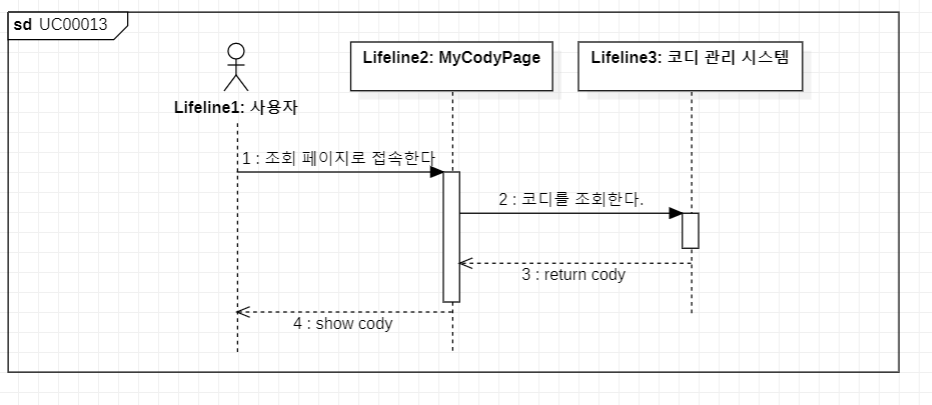 sd UC00013
Lifeline2: MyCodyPage
Lifeline3: 코디 관리 시스템
Lifeline1: 사용자
1 : 조회 페이지로 접속한다
2 : 코디를 조회한다.
3 : return cody
4 : show cody